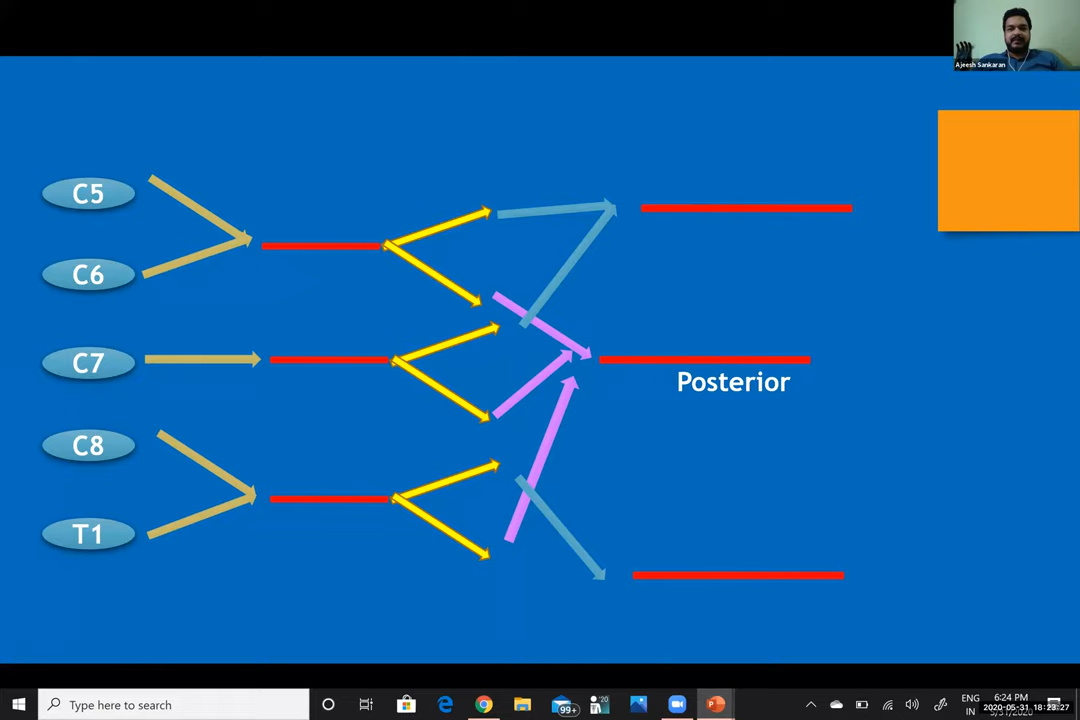 Ajeesh Sankaran
C5
C6
C7
Posterior
C8
T1
Type here to search
99+
'20
ENG
IN
6:24 PM
2020-05-31 18:23:27